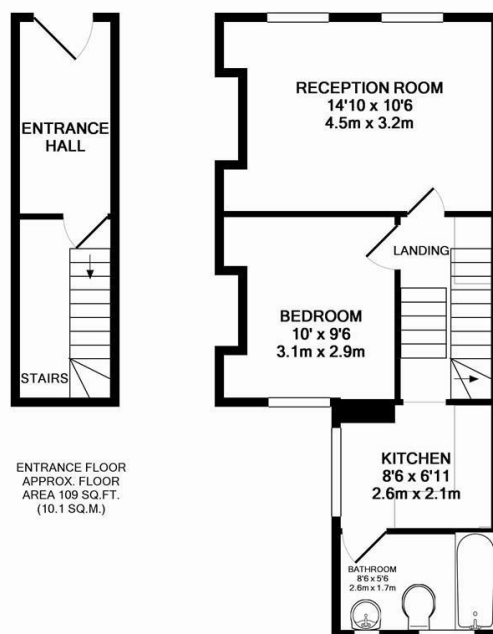 ENTRANCE
HALL
STAIRS
ENTRANCE FLOOR
APPROX. FLOOR
AREA 109 SQ.FT.
(10.1 SQ.M.)
RECEPTION ROOM
14'10 x 10'6
4.5m x 3.2m
LANDING
BEDROOM
10' x 9'6
3.1m x 2.9m
KITCHEN
8'6 x 6'11
2.6m x 2.1m
BATHROOM
8'6 x 5'6
2.6m x 1.7m